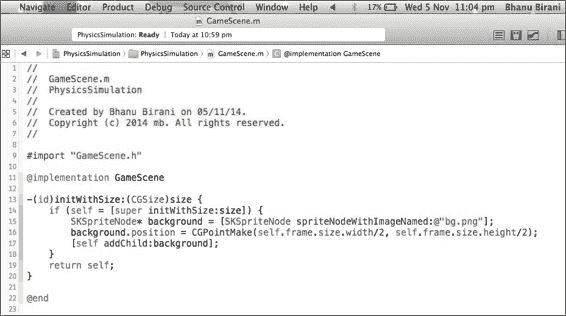 Navigate Editor Product Debug Source Control Window Help 17% Wed 5 Nov 11:04 pm Bhanu Birani
GameScene.m
PhysicsSimulation: Ready | Today at 10:59 pm
PhysicsSimulation PhysicsSimulation GameScene.m @implementation GameScene
1 //
2 // GameScene.m
3 // PhysicsSimulation
4 //
5 // Created by Bhanu Birani on 05/11/14.
6 // Copyright (c) 2014 mb. All rights reserved.
7 //
8
9 #import "GameScene.h"
10
11 @implementation GameScene
12
13 -(id)initWithSize:(CGSize)size {
14 if (self = [super initWithSize:size]) {
15 SKSpriteNode* background = [SKSpriteNode spriteNodeWithImageNamed:@"bg.png"];
16 background.position = CGPointMake(self.frame.size.width/2, self.frame.size.height/2);
17 [self addChild:background];
18 }
19 return self;
20 }
21
22 @end
23